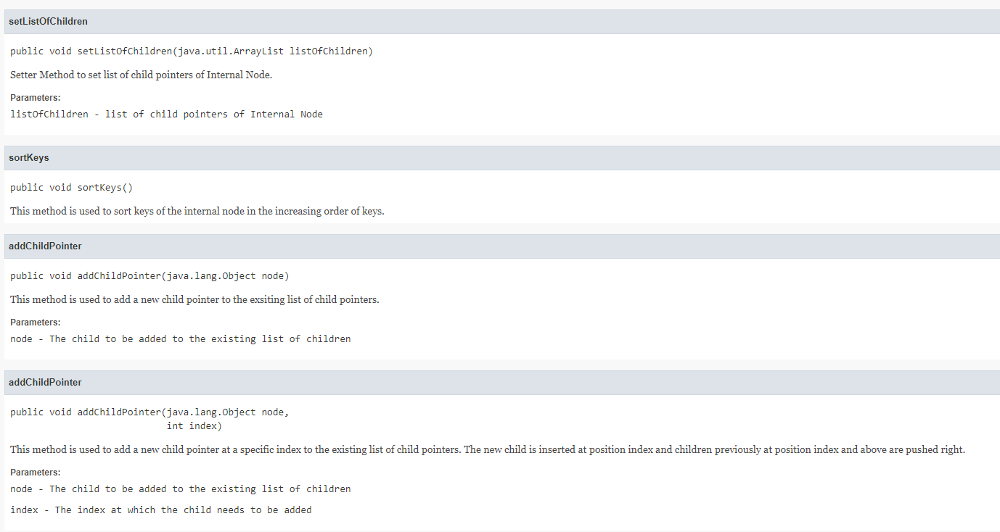 setListOfChildren
public void setListOfChildren(java.util.ArrayList listOfChildren)
Setter Method to set list of child pointers of Internal Node.
Parameters:
listOfChildren - list of child pointers of Internal Node
sortKeys
public void sortKeys()
This method is used to sort keys of the internal node in the increasing order of keys.
addChildPointer
public void addChildPointer(java.lang.Object node)
This method is used to add a new child pointer to the exsiting list of child pointers.
Parameters:
node - The child to be added to the existing list of children
addChildPointer
public void addChildPointer(java.lang.Object node,
int index)
This method is used to add a new child pointer at a specific index to the existing list of child pointers. The new child is inserted at position index and children previously at position index and above are pushed right.
Parameters:
node - The child to be added to the existing list of children
index - The index at which the child needs to be added